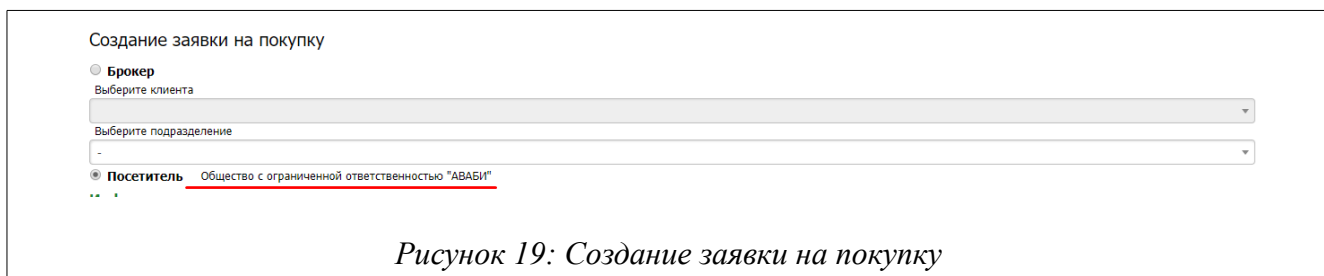 Создание заявки на покупку
Брокер
Выберите клиента
Выберите подразделение
-
Посетитель Общество с ограниченной ответственностью "АВАБИ"
Рисунок 19: Создание заявки на покупку